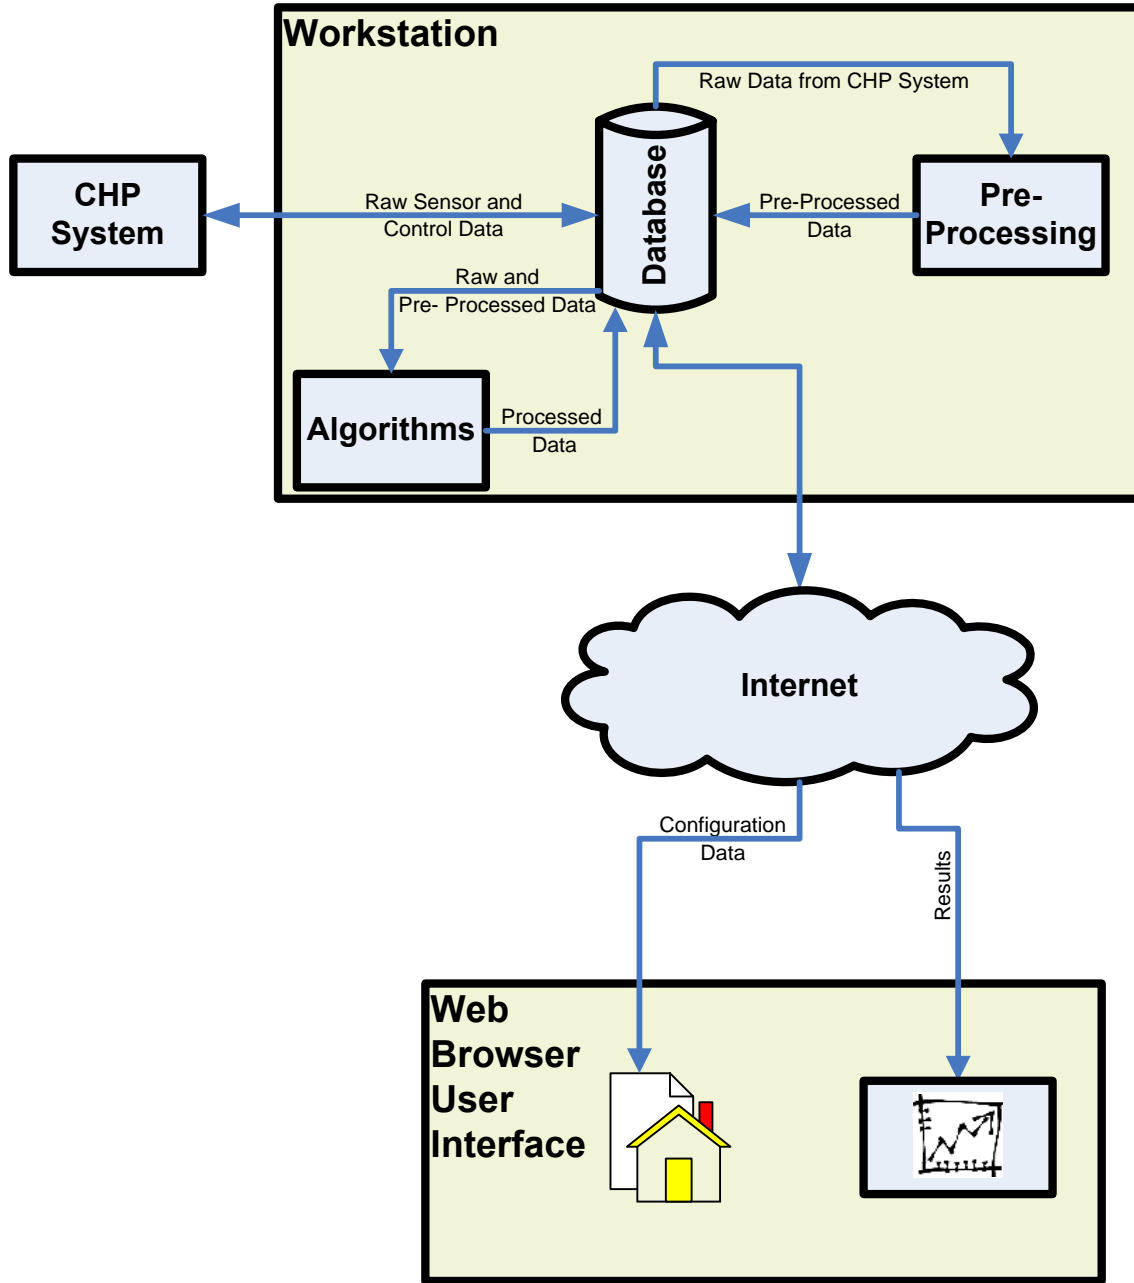 Workstation
Raw Data from CHP System
CHP
System
Raw Sensor and
Control Data
Database
Pre-Processed
Data
Pre-
Processing
Raw and
Pre- Processed Data
Algorithms
Processed
Data
Internet
Configuration
Data
Results
Web
Browser
User
Interface